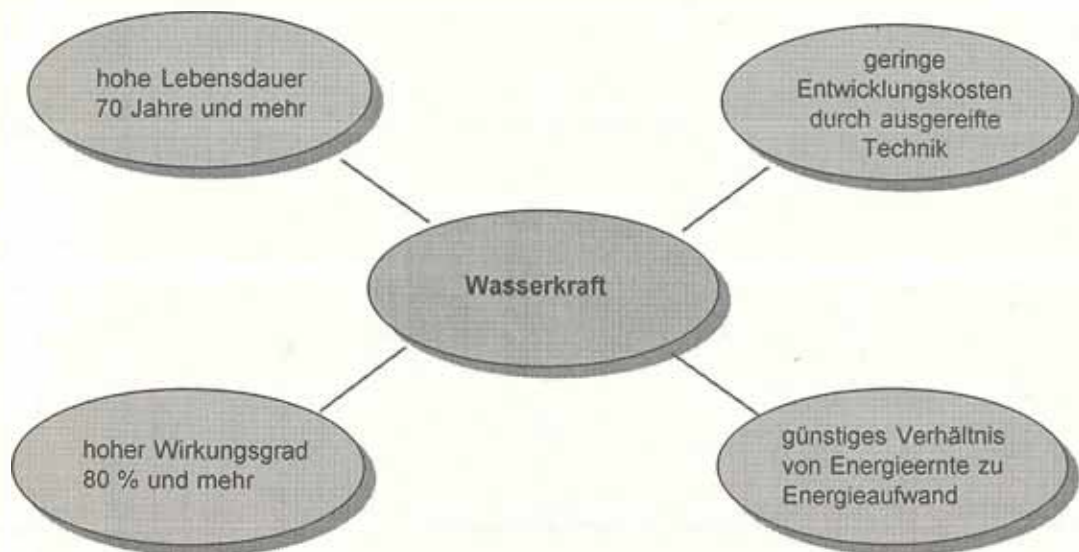 hohe Lebensdauer
70 Jahre und mehr
geringe
Entwicklungskosten
durch ausgereifte
Technik
Wasserkraft
hoher Wirkungsgrad
80 % und mehr
günstiges Verhältnis
von Energieernte zu
Energieaufwand